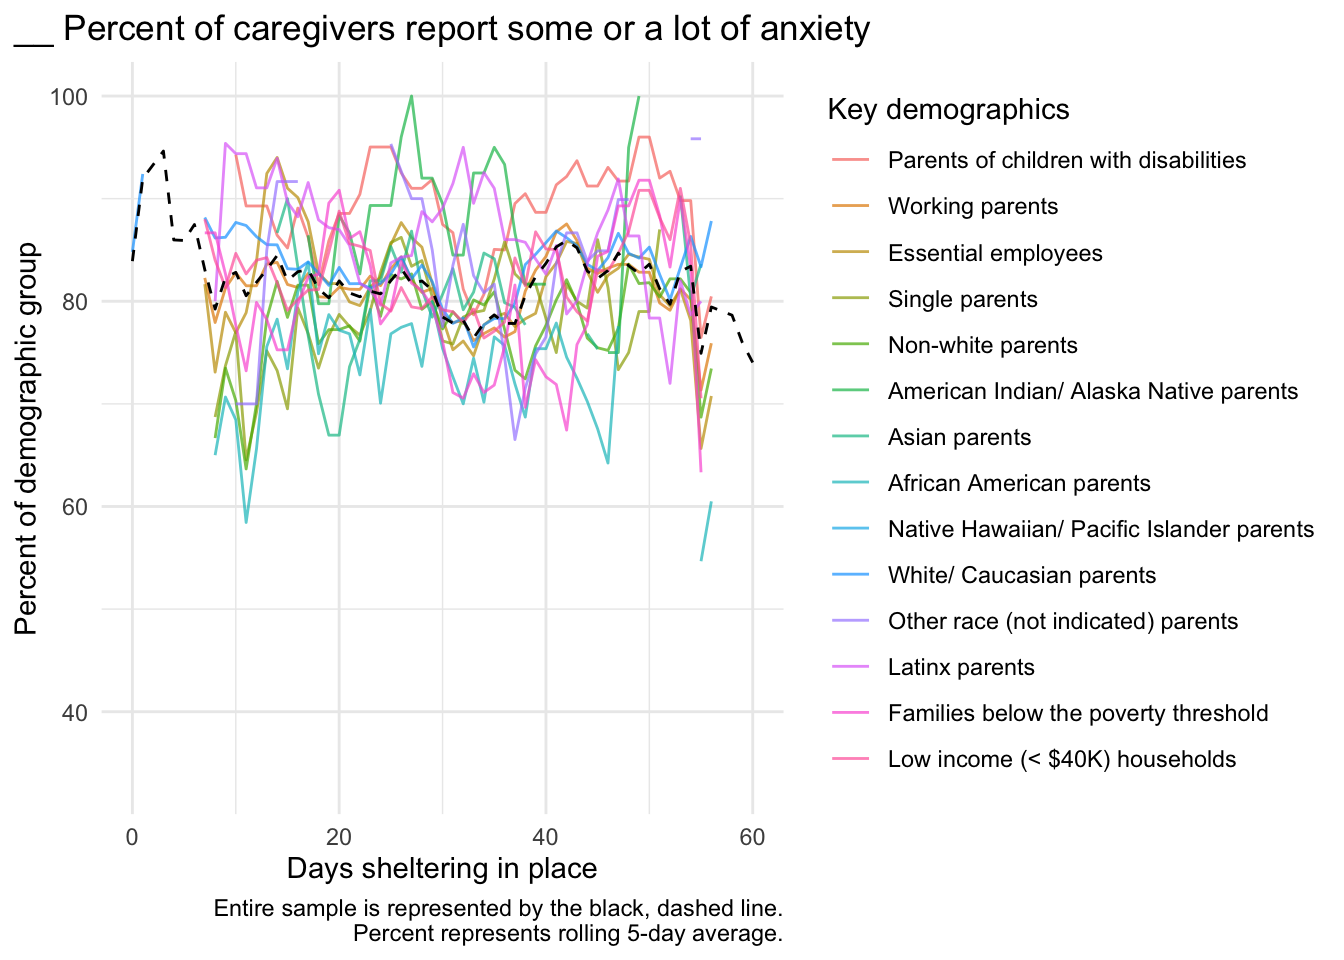 __ Percent of caregivers report some or a lot of anxiety
Percent of demographic group
100
80
60
40
0
20
40
60
Days sheltering in place
Entire sample is represented by the black, dashed line.
Percent represents rolling 5-day average.
Key demographics
Parents of children with disabilities
Working parents
Essential employees
Single parents
Non-white parents
American Indian/ Alaska Native parents
Asian parents
African American parents
Native Hawaiian/ Pacific Islander parents
White/ Caucasian parents
Other race (not indicated) parents
Latinx parents
Families below the poverty threshold
Low income (< $40K) households